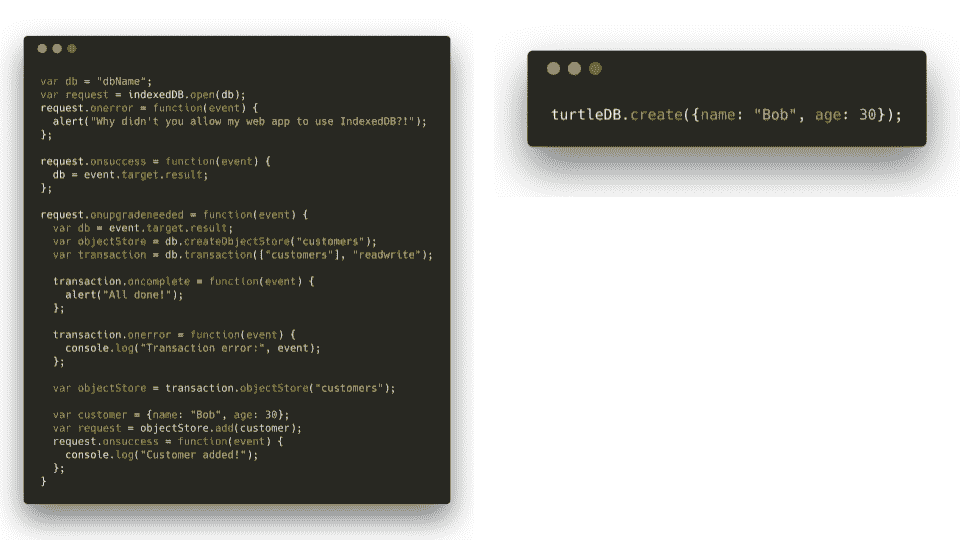 var db = "dbName";
var request = indexedDB.open(db);
request.onerror = function(event) {
  alert("Why didn't you allow my web app to use IndexedDB?!");
};

request.onsuccess = function(event) {
  db = event.target.result;
};

request.onupgradeneeded = function(event) {
  var db = event.target.result;
  var objectStore = db.createObjectStore("customers");
  var transaction = db.transaction(["customers"], "readwrite");

  transaction.oncomplete = function(event) {
    alert("All done!");
  };

  transaction.onerror = function(event) {
    console.log("Transaction error:", event);
  };

  var objectStore = transaction.objectStore("customers");

  var customer = {name: "Bob", age: 30};
  var request = objectStore.add(customer);
  request.onsuccess = function(event) {
    console.log("Customer added!");
  };
}
turtleDB.create({name: "Bob", age: 30});